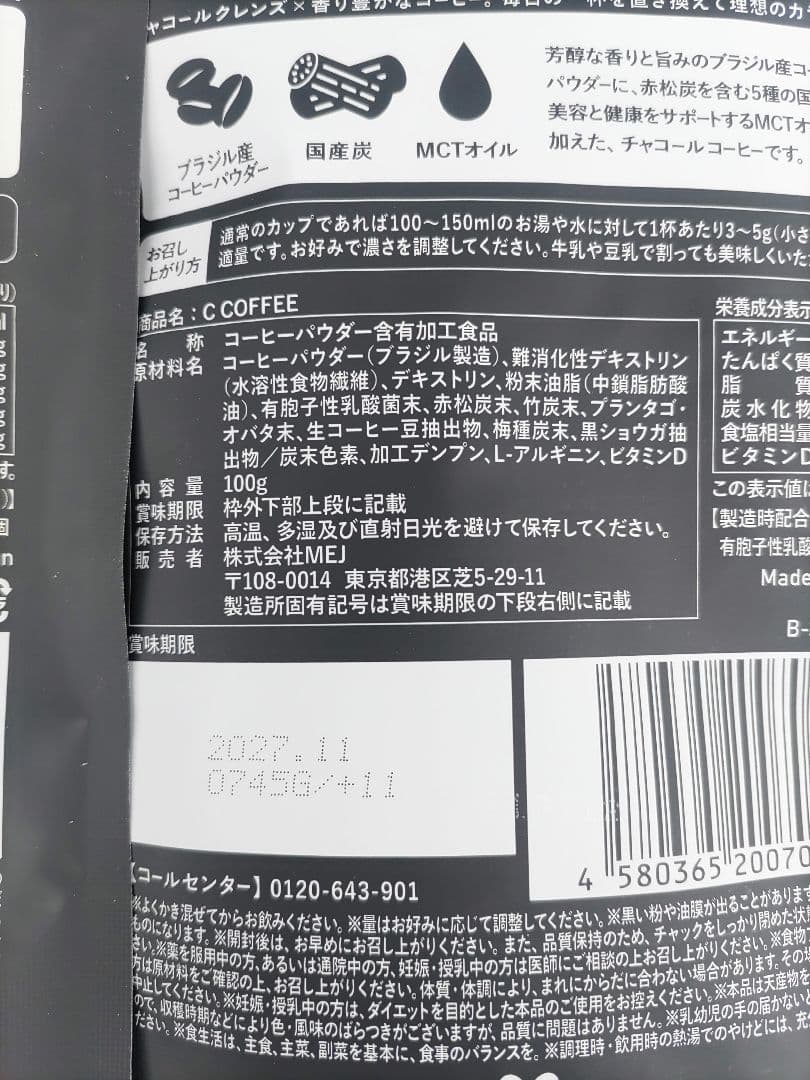 チャコールクレンズ×香り豊かなコーヒー。毎日の一杯を置き換えて理想のカ
ブラジル産
コーヒーパウダー
国産炭
MCTオイル
芳醇な香りと旨みのブラジル産コー
パウダーに、赤松炭を含む5種の国
美容と健康をサポートするMCTオ
加えた、チャコールコーヒーです。
お召し
上がり方
通常のカップであれば100〜150mlのお湯や水に対して1杯あたり3〜5g(小さ
適量です。お好みで濃さを調整してください。牛乳や豆乳で割っても美味しくいた
商品名：C COFFEE
名称 コーヒーパウダー含有加工食品
原材料名 コーヒーパウダー(ブラジル製造)、難消化性デキストリン
(水溶性食物繊維)、デキストリン、粉末油脂(中鎖脂肪酸
油)、有胞子性乳酸菌末、赤松炭末、竹炭末、プランタゴ・
オバタ末、生コーヒー豆抽出物、梅種炭末、黒ショウガ抽
出物／炭末色素、加工デンプン、L-アルギニン、ビタミンD
内容量 100g
賞味期限 枠外下部上段に記載
保存方法 高温、多湿及び直射日光を避けて保存してください。
販売者 株式会社MEJ
〒108-0014 東京都港区芝5-29-11
製造所固有記号は賞味期限の下段右側に記載
栄養成分表示
エネルギー
たんぱく質
脂質
炭水化物
食塩相当量
ビタミンD
この表示値は
【製造時配合
有胞子性乳酸
Made
B-
賞味期限
2027.11
0745G/+11
4 580365 20070
【コールセンター】0120-643-901
※よくかき混ぜてからお飲みください。※量はお好みに応じて調整してください。※黒い粉や油膜が出ることがあります
ものになります。※開封後は、お早めにお召し上がりください。また、品質保持のため、チャックをしっかり閉めた状
さい。※薬を服用中の方、あるいは通院中の方、妊娠・授乳中の方は医師にご相談の上お召し上がりください。※食物
方は原材料をご確認の上、お召し上がりください。体質・体調により、まれにからだに合わない場合があります。その
中止してください。※妊娠・授乳中の方は、ダイエットを目的とした本品のご使用をお控えください。※本品は天産物を
ので、収穫時期などにより色・風味のばらつきがございますが、品質に問題はありません。※乳幼児の手の届かない
さい。※食生活は、主食、主菜、副菜を基本に、食事のバランスを。※調理時・飲用時の熱湯でのやけどには、充